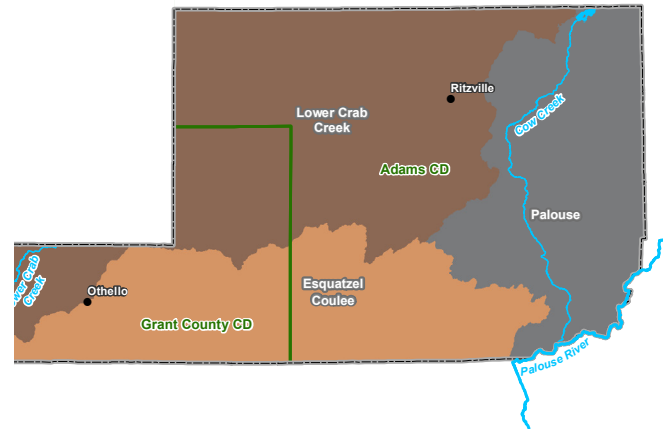 Ritzville
Lower Crab
Creek
Cow Creek
Adams CD
Palouse
Crab
Creek
Othello
Esquatzel
Coulee
Grant County CD
Palouse River